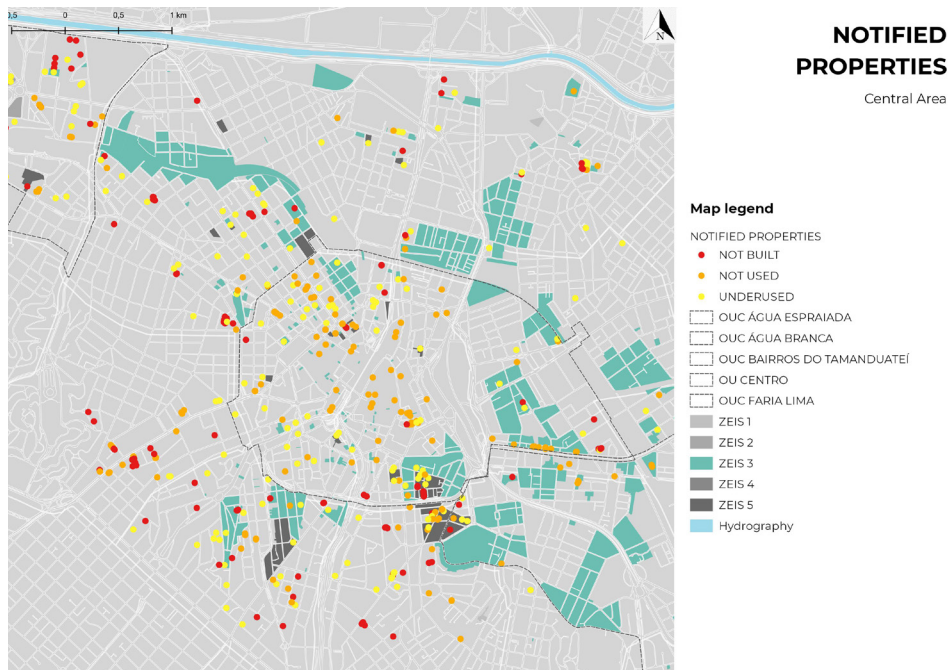 0,5 0 0,5 1 km
N
NOTIFIED
PROPERTIES
Central Area
Map legend
NOTIFIED PROPERTIES
NOT BUILT
NOT USED
UNDERUSED
OUC ÁGUA ESPRAIADA
OUC ÁGUA BRANCA
OUC BAIRROS DO TAMANDUATEÍ
OU CENTRO
OUC FARIA LIMA
ZEIS 1
ZEIS 2
ZEIS 3
ZEIS 4
ZEIS 5
Hydrography